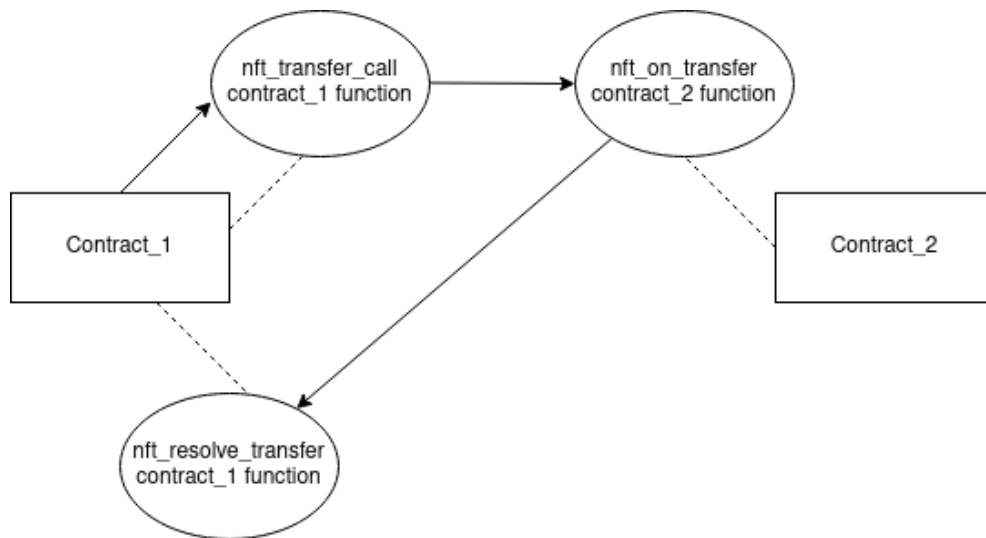 nft_transfer_call
contract_1 function
nft_on_transfer
contract_2 function
Contract_1
Contract_2
nft_resolve_transfer
contract_1 function